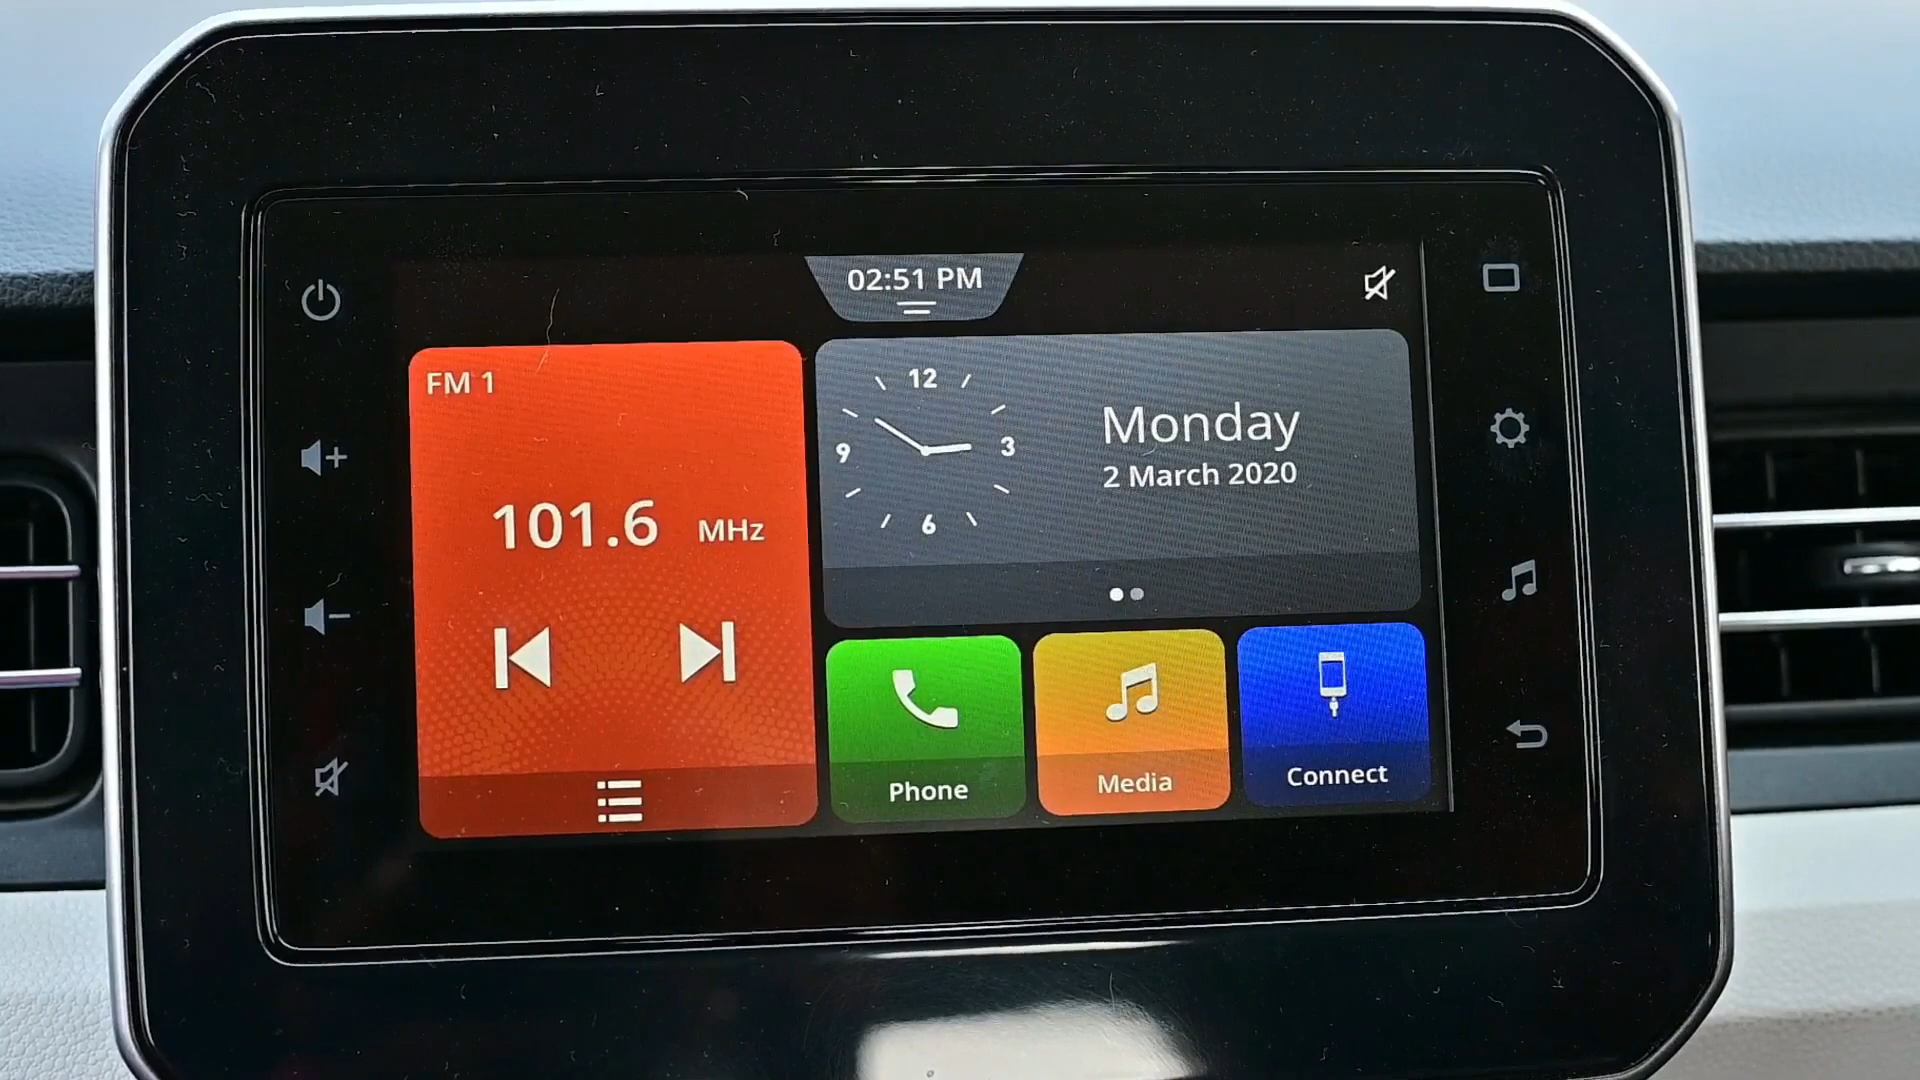 02:51 PM
FM 1
101.6 MHz
12
9
3
6
Monday
2 March 2020
Phone
Media
Connect